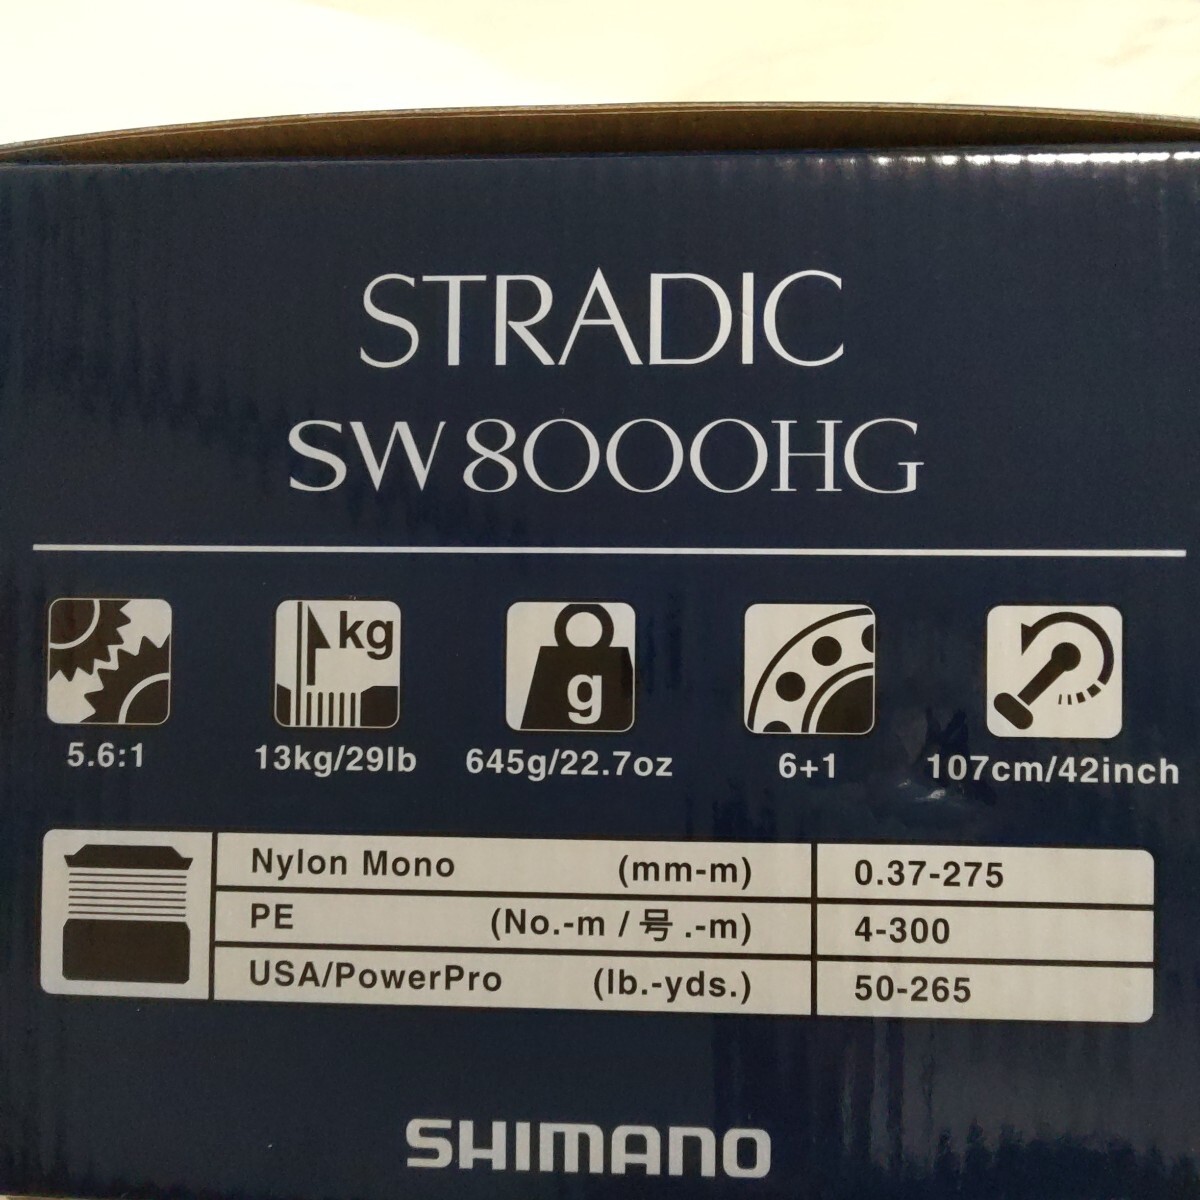 STRADIC
SW 8000HG
kg
g
5.6:1 13kg/29lb 645g/22.7oz 6+1 107cm/42inch
Nylon Mono (mm-m) 0.37-275
PE (No.-m / 号 .-m) 4-300
USA/PowerPro (lb.-yds.) 50-265
SHIMANO